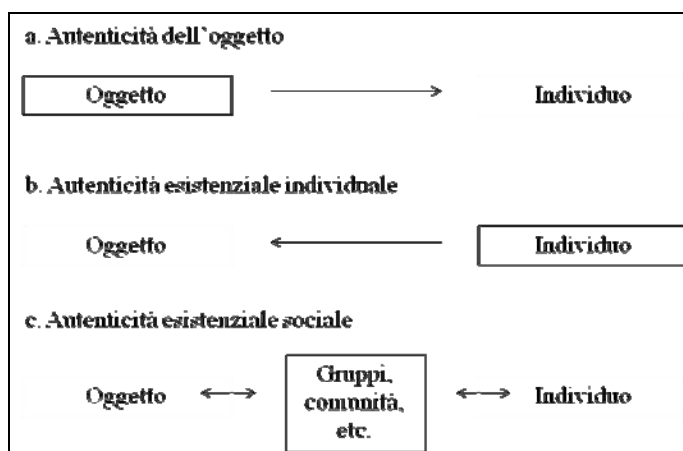 a. Autenticità dell`oggetto
Oggetto Individuo
b. Autenticità esistenziale individuale
Oggetto Individuo
c. Autenticità esistenziale sociale
Gruppi,
Oggetto comunità, Individuo
etc.